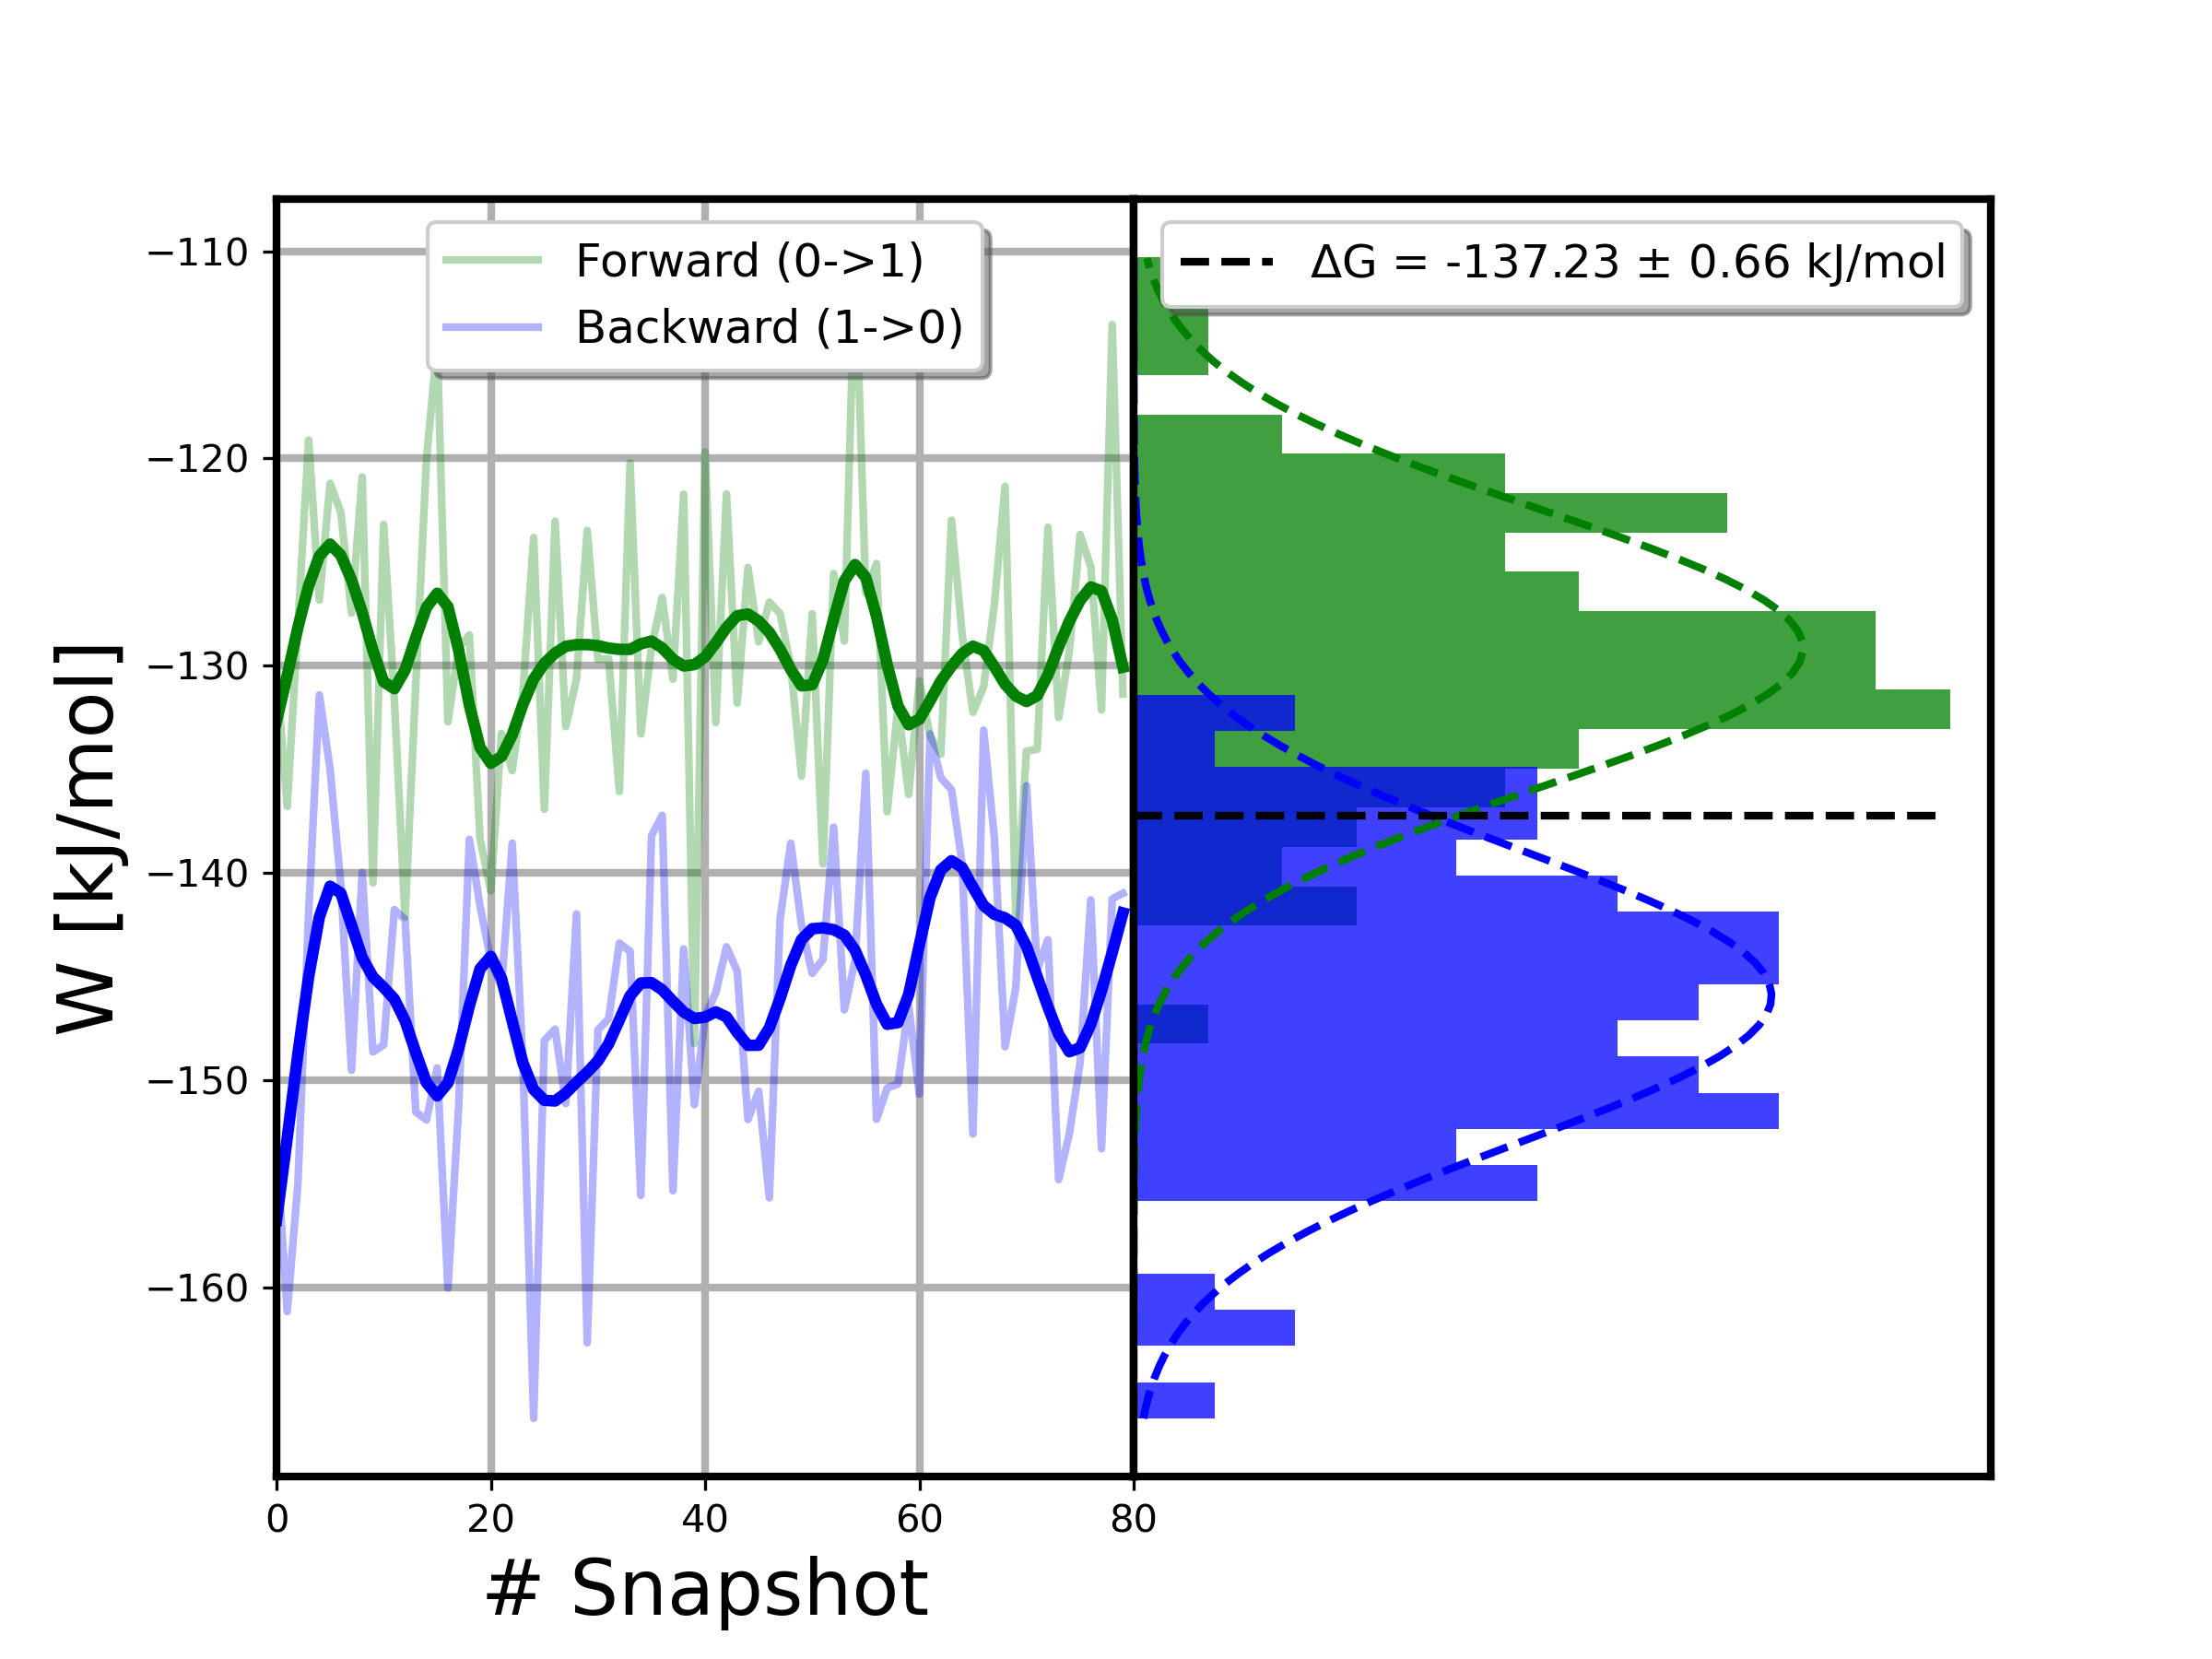 W [kJ/mol]
−110
−120
−130
−140
−150
−160
Forward (0->1)
Backward (1->0)
ΔG = -137.23 ± 0.66 kJ/mol
0 20 40 60 80
# Snapshot